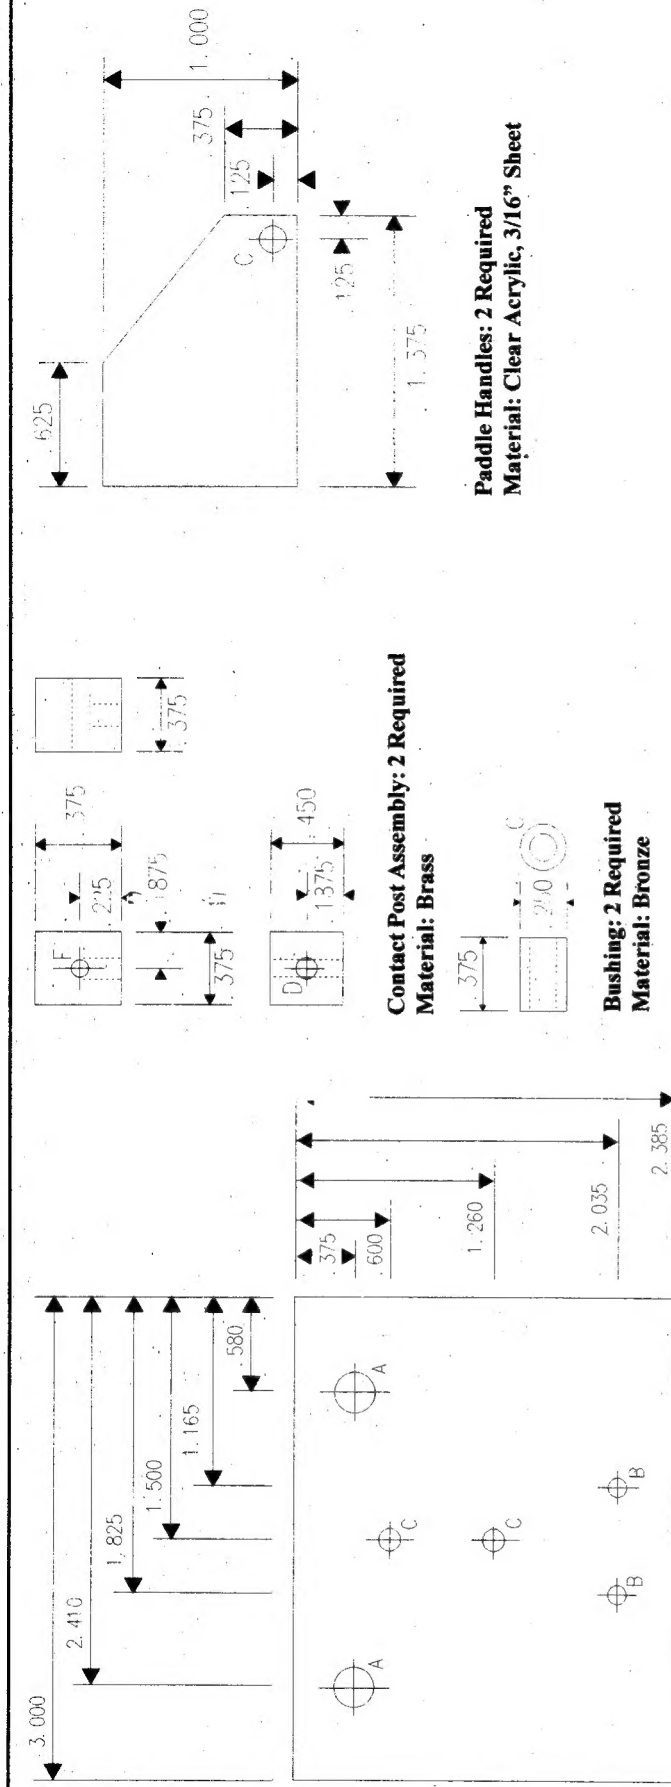 3.000
2.410
1.825
1.500
1.165
.580
.375
.600
1.260
2.035
2.385
A
A
C
C
B
B
F
.375
.225
.1875
.375
.375
D
.450
.1375
Contact Post Assembly: 2 Required
Material: Brass
.375
C
Bushing: 2 Required
Material: Bronze
.625
1.000
.375
.125
C
.125
1.375
Paddle Handles: 2 Required
Material: Clear Acrylic, 3/16" Sheet